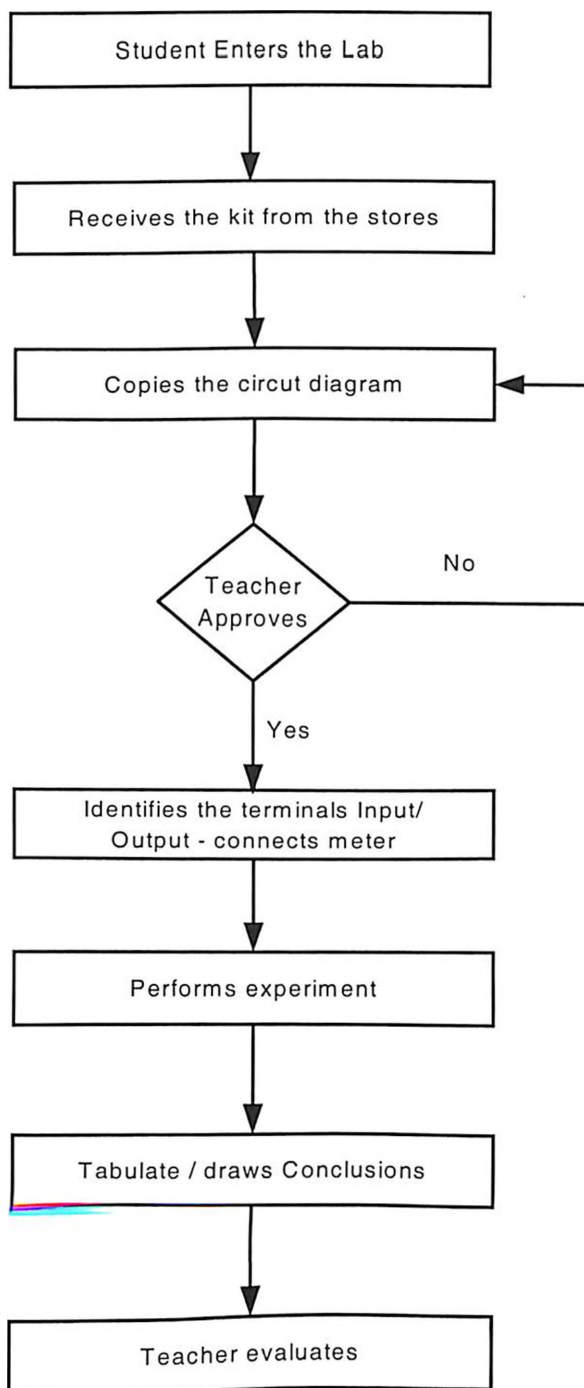 Student Enters the Lab
Receives the kit from the stores
Copies the circut diagram
Teacher
Approves
No
Yes
Identifies the terminals Input/
Output - connects meter
Performs experiment
Tabulate / draws Conclusions
Teacher evaluates